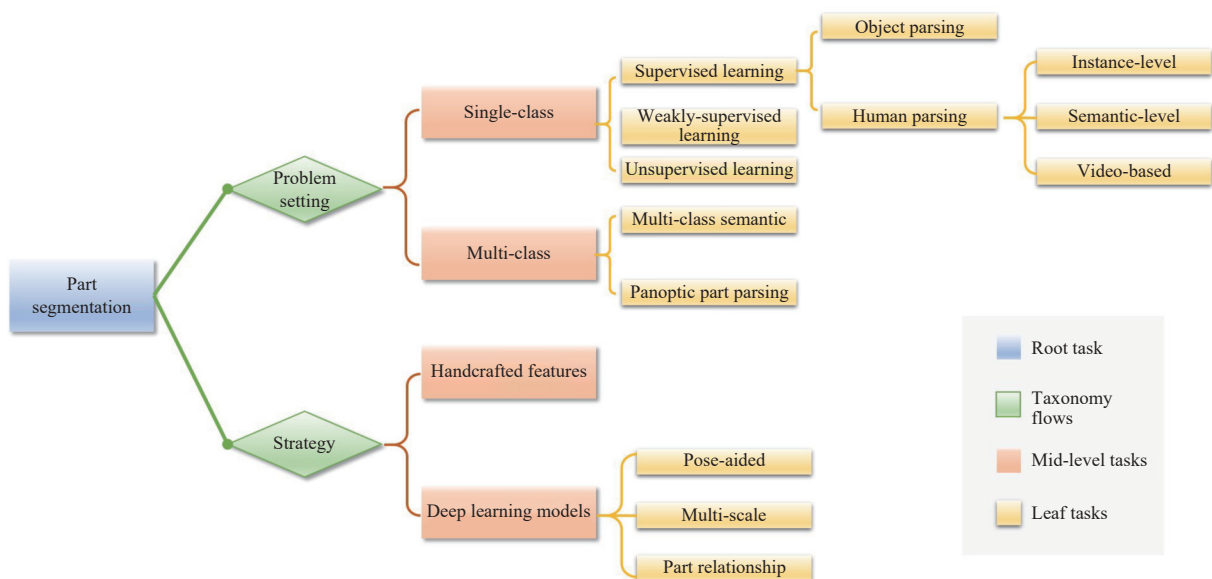 Part
segmentation
Problem
setting
Single-class
Supervised learning
Object parsing
Human parsing
Instance-level
Semantic-level
Video-based
Weakly-supervised
learning
Unsupervised learning
Multi-class
Multi-class semantic
Panoptic part parsing
Strategy
Handcrafted features
Deep learning models
Pose-aided
Multi-scale
Part relationship
Root task
Taxonomy
flows
Mid-level tasks
Leaf tasks